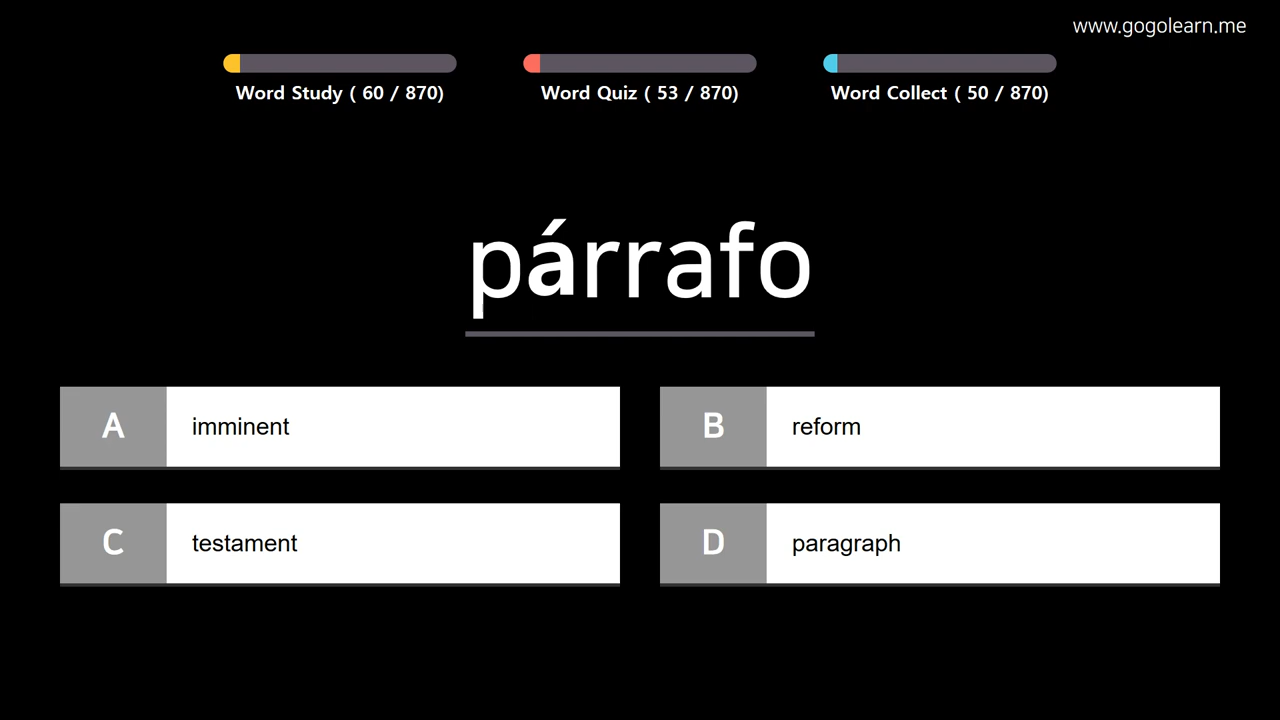 www.gogolearn.me
Word Study ( 60 / 870) Word Quiz ( 53 / 870) Word Collect ( 50 / 870)
párrafo
A imminent B reform
C testament D paragraph